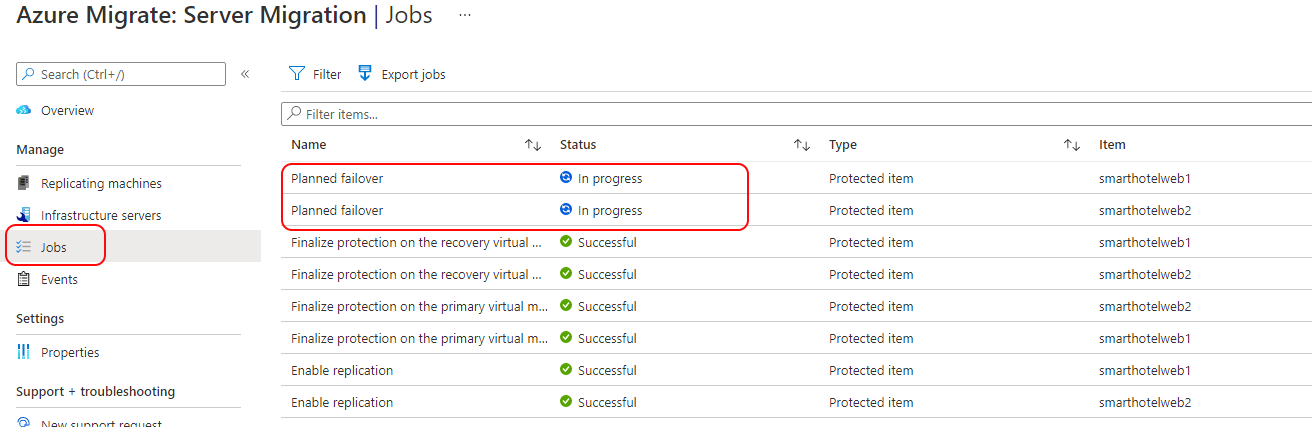 Azure Migrate: Server Migration | Jobs ...
Search (Ctrl+/) «
Overview
Manage
Replicating machines
Infrastructure servers
Jobs
Events
Settings
Properties
Support + troubleshooting
New support request
Filter Export jobs
Filter items...
Name Status Type Item
Planned failover In progress Protected item smarthotelweb1
Planned failover In progress Protected item smarthotelweb2
Finalize protection on the recovery virtual ... Successful Protected item smarthotelweb1
Finalize protection on the recovery virtual ... Successful Protected item smarthotelweb2
Finalize protection on the primary virtual m... Successful Protected item smarthotelweb2
Finalize protection on the primary virtual m... Successful Protected item smarthotelweb1
Enable replication Successful Protected item smarthotelweb1
Enable replication Successful Protected item smarthotelweb2